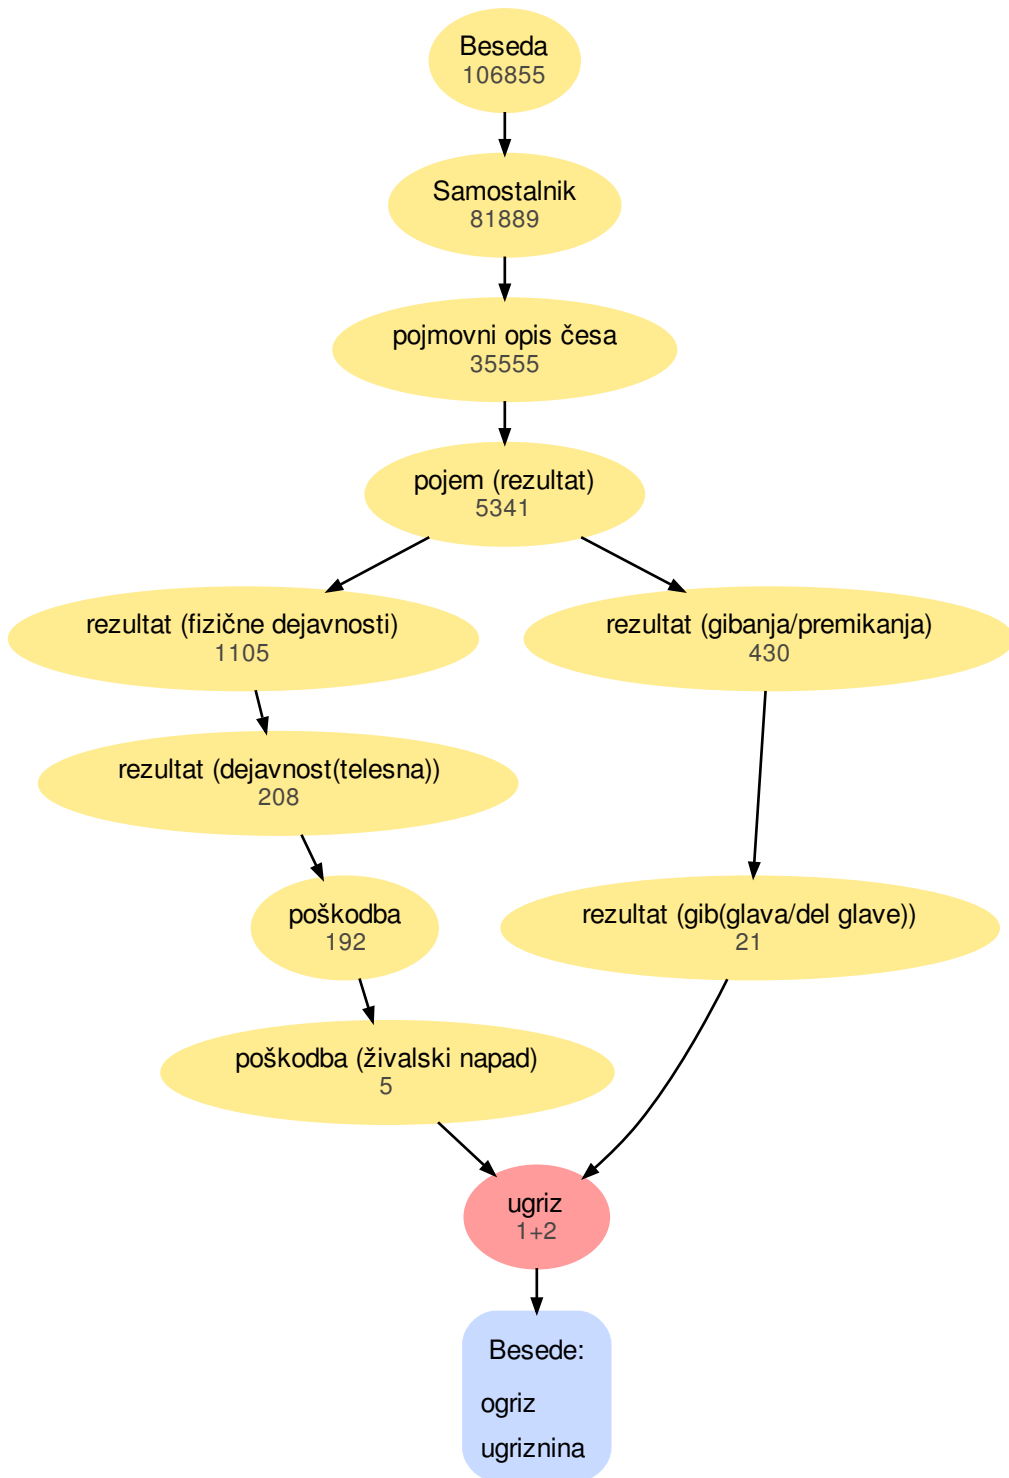 Beseda
106855
Samostalnik
81889
pojmovni opis česa
35555
pojem (rezultat)
5341
rezultat (fizične dejavnosti)
1105
rezultat (gibanja/premikanja)
430
rezultat (dejavnost(telesna))
208
poškodba
192
rezultat (gib(glava/del glave))
21
poškodba (živalski napad)
5
ugriz
1+2
Besede:
ogriz
ugriznina